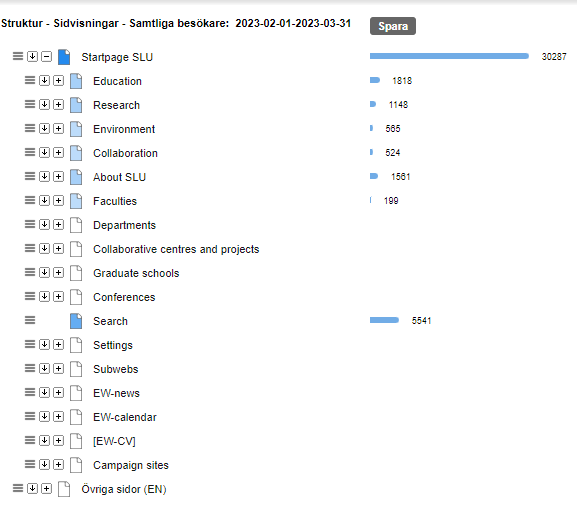 Struktur - Sidvisningar - Samtliga besökare: 2023-02-01-2023-03-31 Spara
Startpage SLU 30287
Education 1818
Research 1148
Environment 565
Collaboration 524
About SLU 1561
Faculties 199
Departments
Collaborative centres and projects
Graduate schools
Conferences
Search 5541
Settings
Subwebs
EW-news
EW-calendar
[EW-CV]
Campaign sites
Övriga sidor (EN)